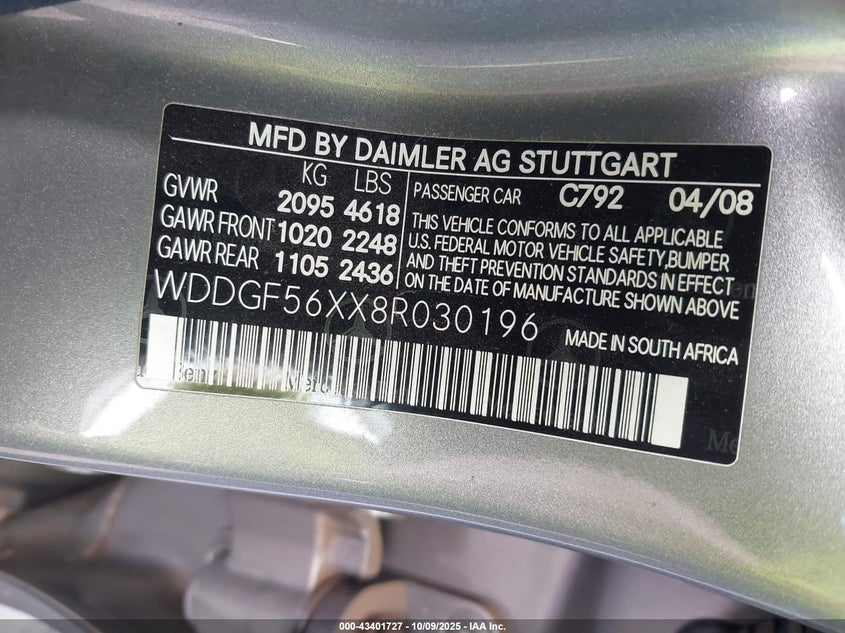 MFD BY DAIMLER AG STUTTGART
KG LBS
GVWR 2095 4618
GAWR FRONT 1020 2248
GAWR REAR 1105 2436
PASSENGER CAR C792 04/08
THIS VEHICLE CONFORMS TO ALL APPLICABLE
U.S. FEDERAL MOTOR VEHICLE SAFETY,BUMPER
AND THEFT PREVENTION STANDARDS IN EFFECT
ON THE DATE OF MANUFACTURE SHOWN ABOVE
WDDGF56XX8R030196
MADE IN SOUTH AFRICA
000-43401727 - 10/09/2025 - IAA Inc.